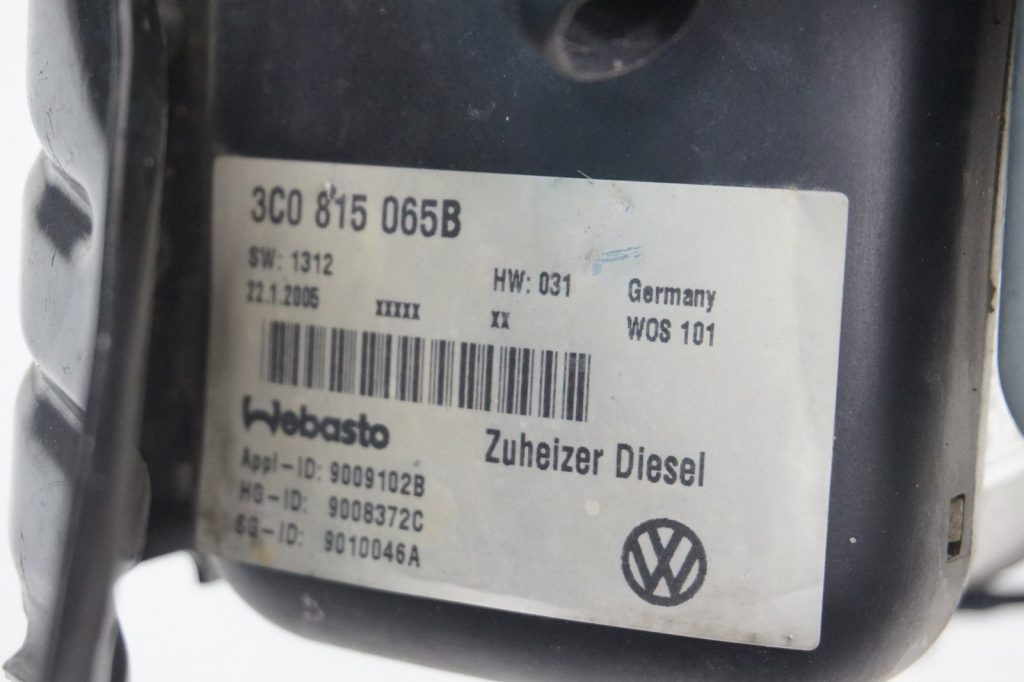 3C0 815 065B
SW: 1312 HW: 031 Germany
22.1.2005 XXXXX XX WOS 101
Webasto Zuheizer Diesel
Appl-ID: 9009102B
HG-ID: 9008372C
SG-ID: 9010046A